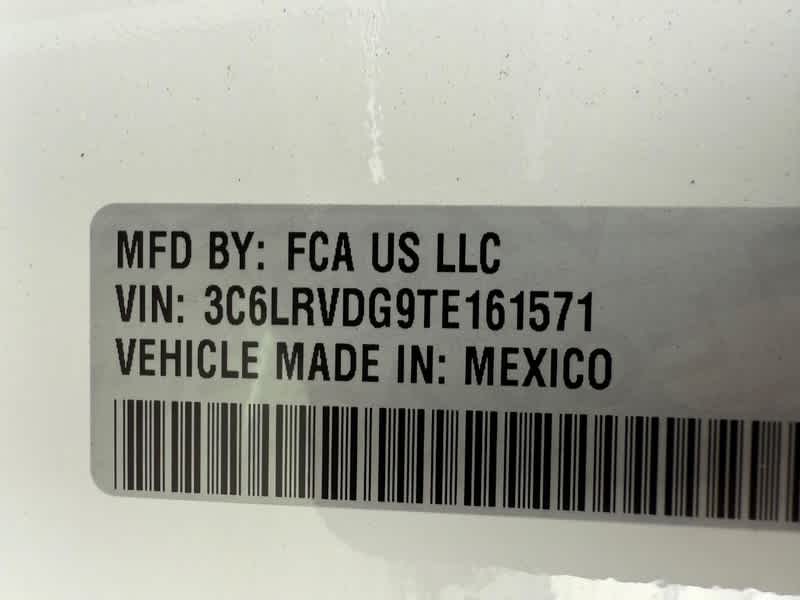 MFD BY: FCA US LLC
VIN: 3C6LRVDG9TE161571
VEHICLE MADE IN: MEXICO